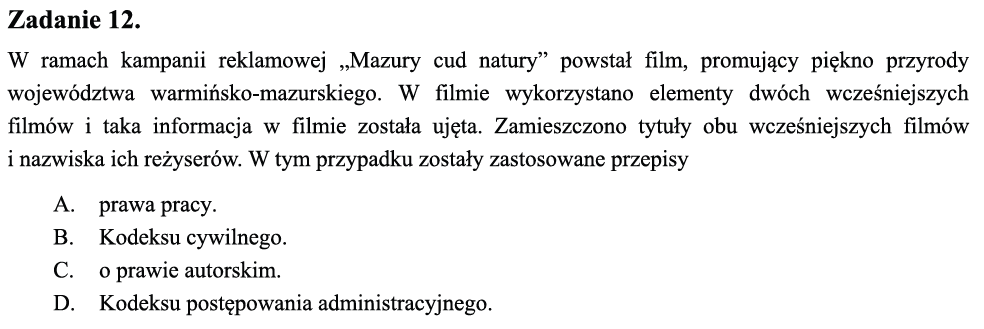 Zadanie 12.
W ramach kampanii reklamowej „Mazury cud natury” powstał film, promujący piękno przyrody
województwa warmińsko-mazurskiego. W filmie wykorzystano elementy dwóch wcześniejszych
filmów i taka informacja w filmie została ujęta. Zamieszczono tytuły obu wcześniejszych filmów
i nazwiska ich reżyserów. W tym przypadku zostały zastosowane przepisy
A. prawa pracy.
B. Kodeksu cywilnego.
C. o prawie autorskim.
D. Kodeksu postępowania administracyjnego.